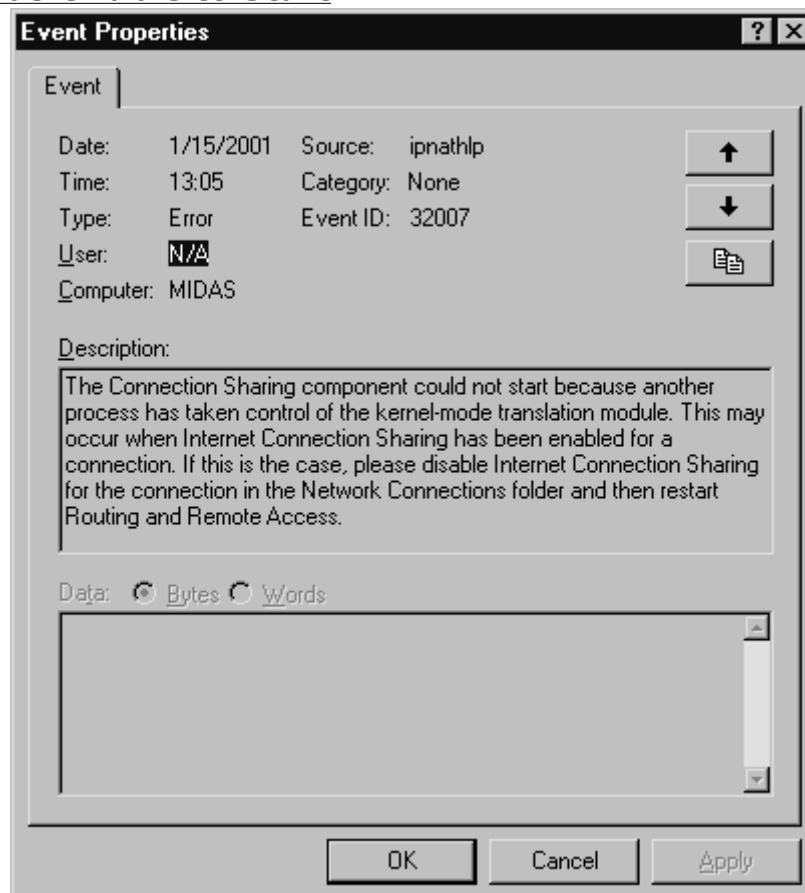 Event Properties
Event
Date: 1/15/2001 Source: ipnathlp
Time: 13:05 Category: None
Type: Error Event ID: 32007
User: N/A
Computer: MIDAS
Description:
The Connection Sharing component could not start because another
process has taken control of the kernel-mode translation module. This may
occur when Internet Connection Sharing has been enabled for a
connection. If this is the case, please disable Internet Connection Sharing
for the connection in the Network Connections folder and then restart
Routing and Remote Access.
Data: Bytes Words
OK Cancel Apply